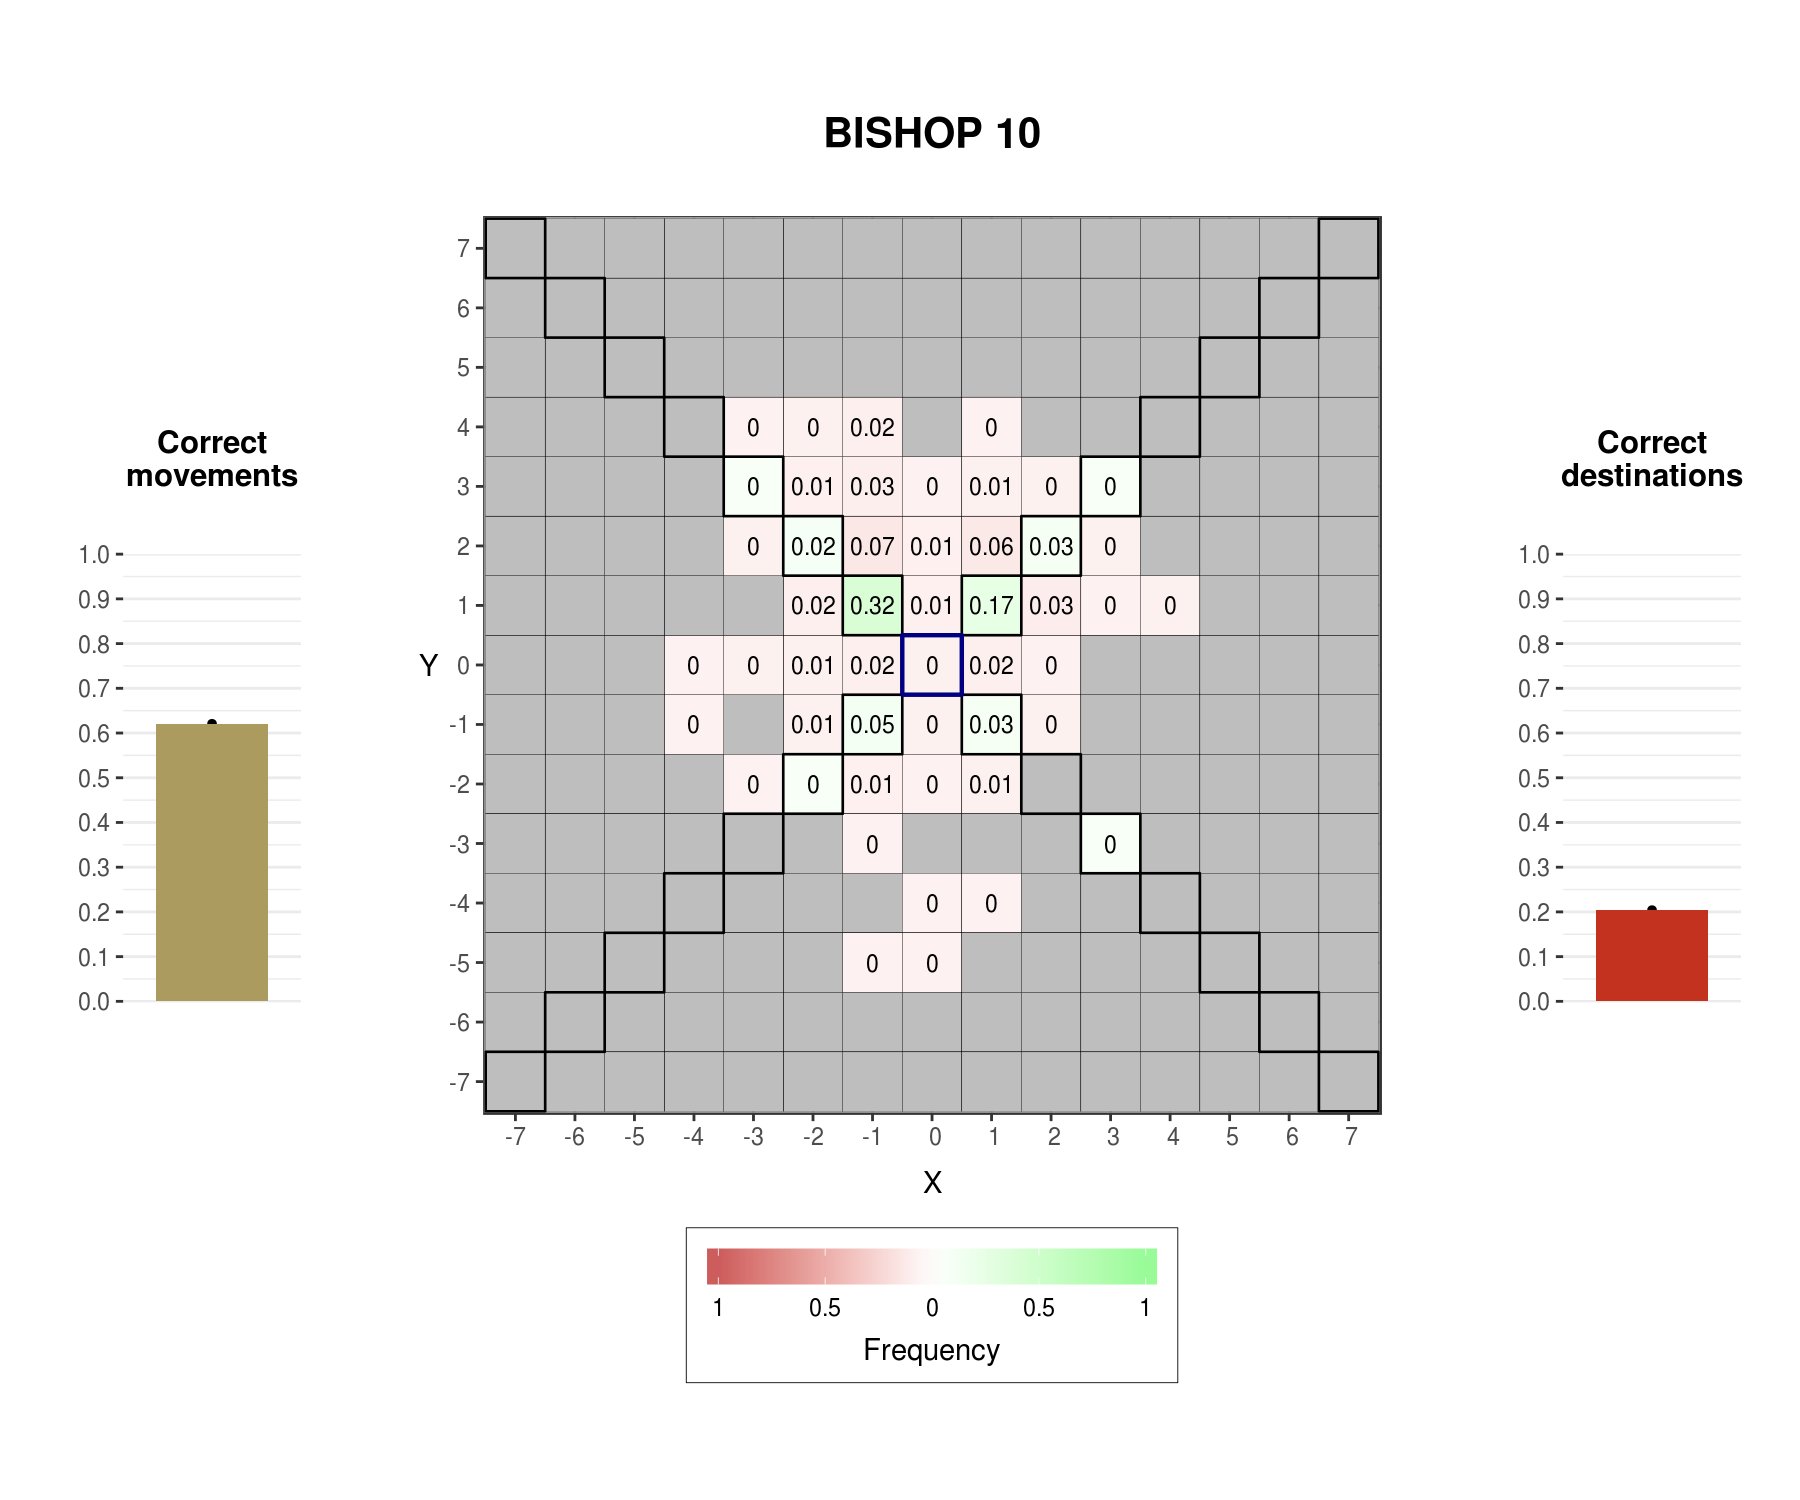 BISHOP 10
Correct
movements
1.0
0.9
0.8
0.7
0.6
0.5
0.4
0.3
0.2
0.1
0.0
Y
7
6
5
4 0 0 0.02 0
3 0 0.01 0.03 0 0.01 0 0
2 0 0.02 0.07 0.01 0.06 0.03 0
1 0.02 0.32 0.01 0.17 0.03 0 0
0 0 0 0.01 0.02 0 0.02 0
-1 0 0.01 0.05 0 0.03 0
-2 0 0 0.01 0 0.01
-3 0 0
-4 0 0
-5 0 0
-6
-7
-7 -6 -5 -4 -3 -2 -1 0 1 2 3 4 5 6 7
X
1 0.5 0 0.5 1
Frequency
Correct
destinations
1.0
0.9
0.8
0.7
0.6
0.5
0.4
0.3
0.2
0.1
0.0